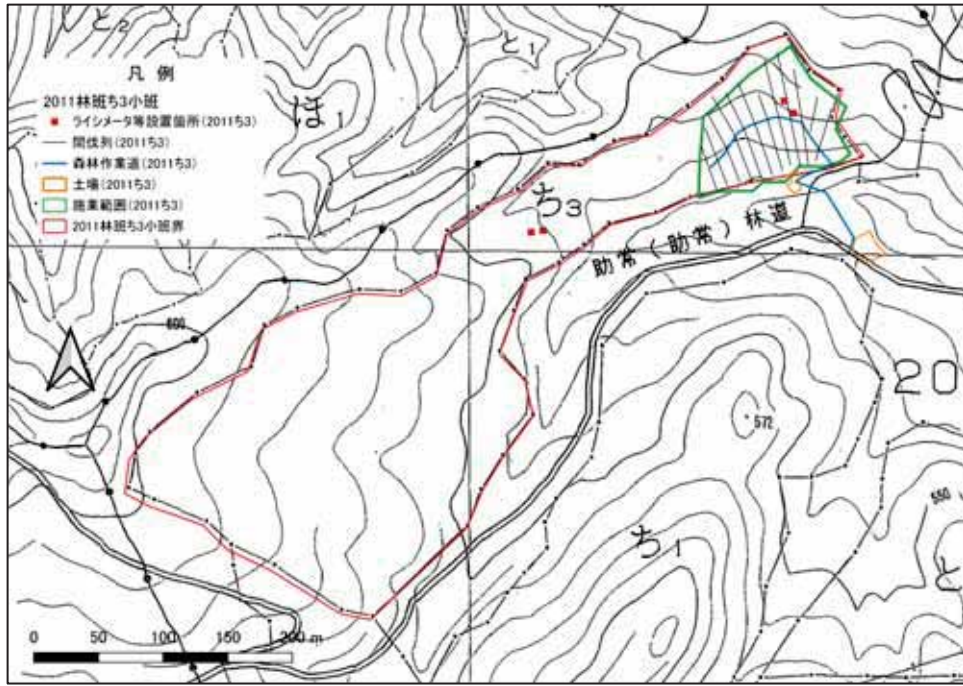 と2
と1
凡 例
2011林班ち3小班
ライシメータ等設置箇所(2011ち3)
間伐列(2011ち3)
森林作業道(2011ち3)
土場(2011ち3)
施業範囲(2011ち3)
2011林班ち3小班界
ほ1
ち3
助常(助常)林道
600
20
572
550
ち1
と
0 50 100 150 200 m